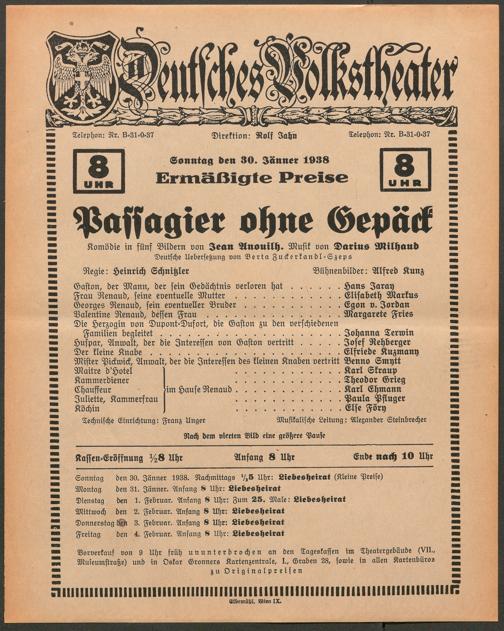 Deutsches Volkstheater
Telephon: Nr. B-31-0-37 Direktion: Rolf Jahn Telephon: Nr. B-31-0-37
8 UHR
Sonntag den 30. Jänner 1938
8 UHR
Ermäßigte Preise
Passagier ohne Gepäck
Komödie in fünf Bildern von Jean Anouilh. Musik von Darius Milhaud
Deutsche Uebersetzung von Berta Zuckerkandl-Szeps
Regie: Heinrich Schnitzler Bühnenbilder: Alfred Kunz
Gaston, der Mann, der sein Gedächtnis verloren hat . . . . . . Hans Jaray
Frau Renaud, seine eventuelle Mutter . . . . . . Elisabeth Markus
Georges Renaud, sein eventueller Bruder . . . . . . Egon v. Jordan
Valentine Renaud, dessen Frau . . . . . . Margarete Fries
Die Herzogin von Dupont-Dufort, die Gaston zu den verschiedenen
Familien begleitet . . . . . . Johanna Terwin
Huspar, Anwalt, der die Interessen von Gaston vertritt . . . . . . Josef Rehberger
Der kleine Knabe . . . . . . Elfriede Kuzmany
Mister Pickwick, Anwalt, der die Interessen des kleinen Knaben vertritt Benno Smytt
Maitre d'Hotel . . . . . . Karl Skraup
Kammerdiener . . . . . . Theodor Grieg
Chauffeur im Hause Renaud . . . . . . Karl Ehmann
Juliette, Kammerfrau . . . . . . Paula Pfluger
Köchin . . . . . . Else Föry
Technische Einrichtung: Franz Unger Musikalische Leitung: Alexander Steinbrecher
Nach dem vierten Bild eine größere Pause
Kassen-Eröffnung ½8 Uhr Anfang 8 Uhr Ende nach 10 Uhr
Sonntag den 30. Jänner 1938. Nachmittags ½5 Uhr: Liebesheirat (Kleine Preise)
Montag den 31. Jänner. Anfang 8 Uhr: Liebesheirat
Dienstag den 1. Februar. Anfang 8 Uhr: Zum 25. Male: Liebesheirat
Mittwoch den 2. Februar. Anfang 8 Uhr: Liebesheirat
Donnerstag den 3. Februar. Anfang 8 Uhr: Liebesheirat
Freitag den 4. Februar. Anfang 8 Uhr: Liebesheirat
Vorverkauf von 9 Uhr früh ununterbrochen an den Tageskassen im Theatergebäude (VII.,
Museumstraße) und in Oskar Gronners Kartenzentrale, I., Graben 28, sowie in allen Kartenbüros
zu Originalpreisen
Elbemühl, Wien IX.